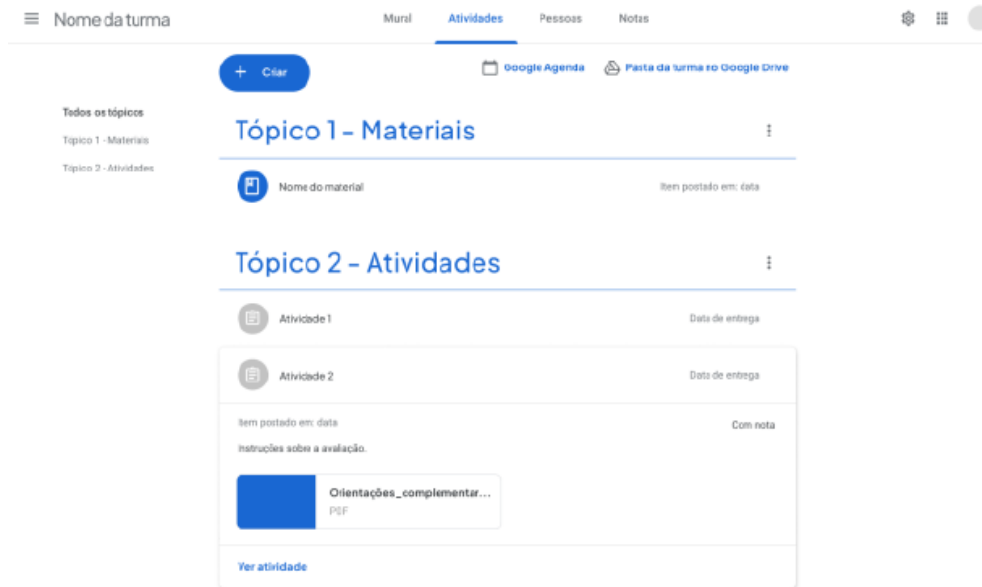 Nome da turma
Mural Atividades Pessoas Notas
+ Criar
Google Agenda Pasta da turma no Google Drive
Todos os tópicos
Tópico 1 - Materiais
Tópico 2 - Atividades
Tópico 1 – Materiais
Nome do material Item postado em: data
Tópico 2 – Atividades
Atividade 1 Data de entrega
Atividade 2 Data de entrega
Item postado em: data Com nota
Instruções sobre a avaliação.
Orientações_complementar...
PDF
Ver atividade